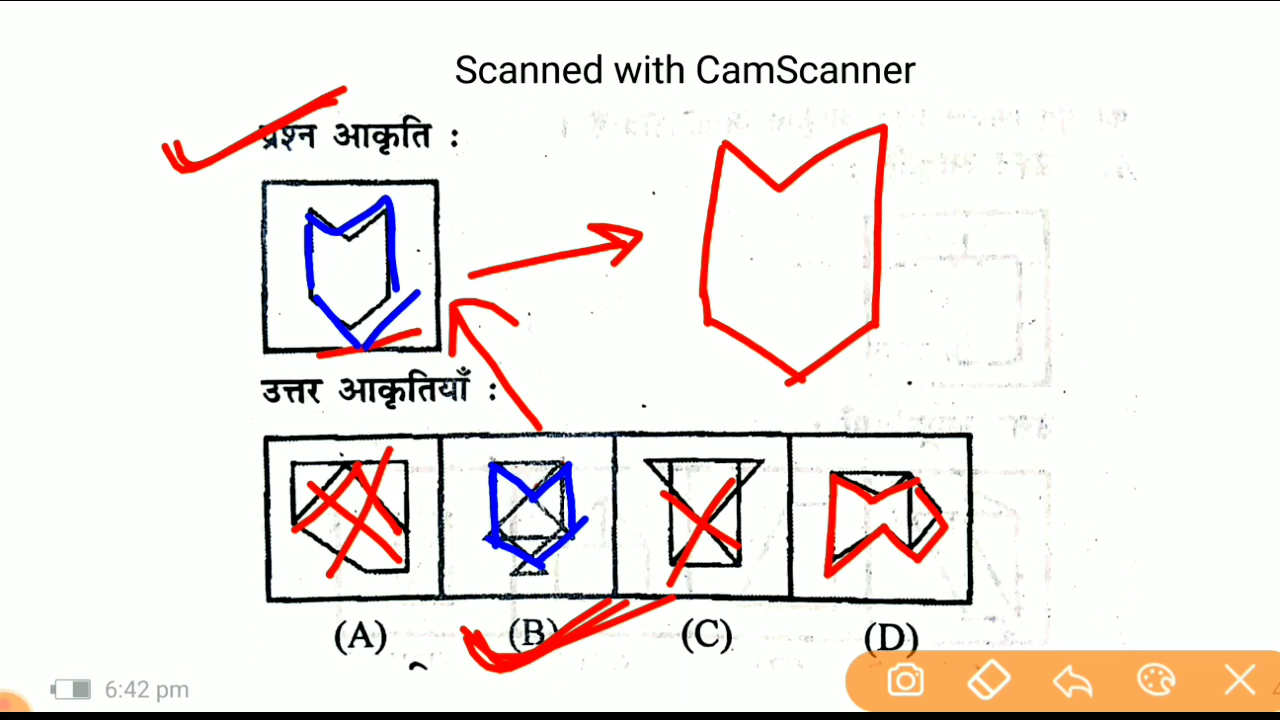 Scanned with CamScanner
प्रश्न आकृति :
उत्तर आकृतियाँ :
(A) (B) (C) (D)
6:42 pm